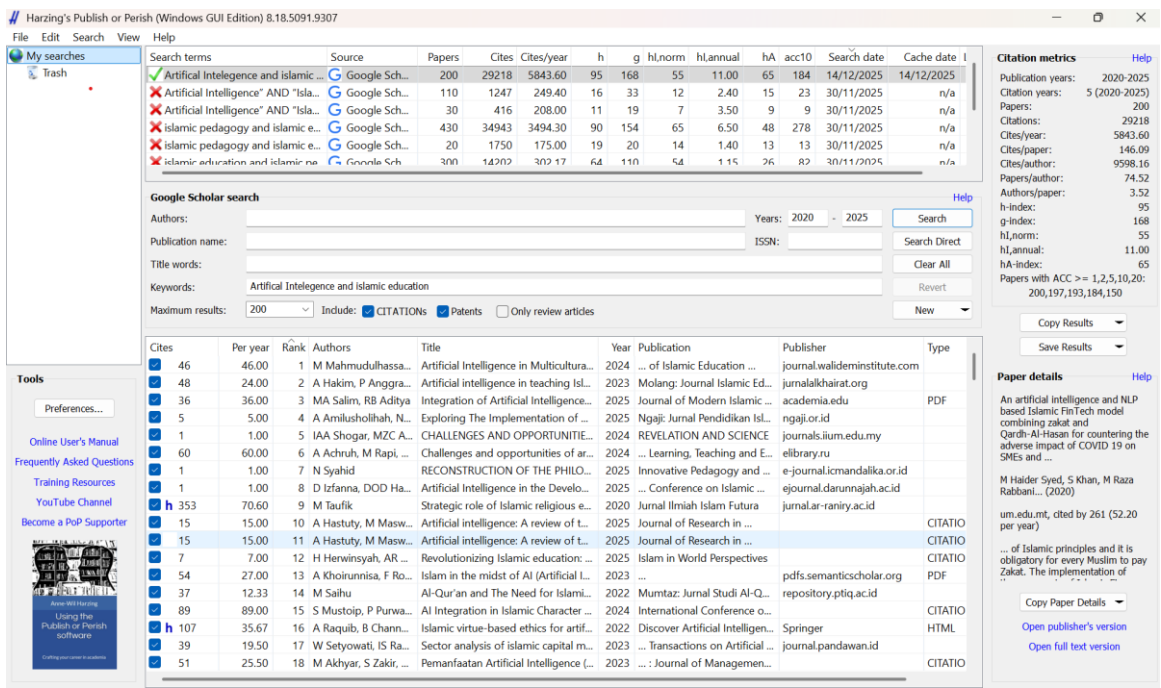 Harzing's Publish or Perish (Windows GUI Edition) 8.18.5091.9307
File Edit Search View Help
My searches
Trash
Search terms Source Papers Cites Cites/year h g hI,norm hI,annual hA acc10 Search date Cache date
Artifical Intelegence and islamic ... Google Sch... 200 29218 5843.60 95 168 55 11.00 65 184 14/12/2025 14/12/2025
Artificial Intelligence" AND "Isla... Google Sch... 110 1247 249.40 16 33 12 2.40 15 23 30/11/2025 n/a
Artificial Intelligence" AND "Isla... Google Sch... 30 416 208.00 11 19 7 3.50 9 9 30/11/2025 n/a
islamic pedagogy and islamic e... Google Sch... 430 34943 3494.30 90 154 65 6.50 48 278 30/11/2025 n/a
islamic pedagogy and islamic e... Google Sch... 20 1750 175.00 19 20 14 1.40 13 13 30/11/2025 n/a
islamic education and islamic pe... Google Sch... 300 14202 302.17 64 110 54 1.15 26 82 30/11/2025 n/a
Google Scholar search Help
Authors: Years: 2020 - 2025 Search
Publication name: ISSN: Search Direct
Title words: Clear All
Keywords: Artifical Intelegence and islamic education Revert
Maximum results: 200 Include: CITATIONs Patents Only review articles New
Cites Per year Rank Authors Title Year Publication Publisher Type
46 46.00 1 M Mahmudulhassa... Artificial Intelligence in Multicultura... 2024 ... of Islamic Education ... journal.walideminstitute.com
48 24.00 2 A Hakim, P Anggra... Artificial intelligence in teaching Isl... 2023 Molang: Journal Islamic Ed... jurnalalkhairat.org
36 36.00 3 MA Salim, RB Aditya Integration of Artificial Intelligence... 2025 Journal of Modern Islamic ... academia.edu PDF
5 5.00 4 A Amilusholihah, N... Exploring The Implementation of ... 2025 Ngaji: Jurnal Pendidikan Isl... ngaji.or.id
1 1.00 5 IAA Shogar, MZC A... CHALLENGES AND OPPORTUNITIE... 2024 REVELATION AND SCIENCE journals.iium.edu.my
60 60.00 6 A Achruh, M Rapi, ... Challenges and opportunities of ar... 2024 ... Learning, Teaching and E... elibrary.ru
1 1.00 7 N Syahid RECONSTRUCTION OF THE PHILO... 2025 Innovative Pedagogy and ... e-journal.icmandalika.or.id
1 1.00 8 D Izfanna, DOD Ha... Artificial Intelligence in the Develo... 2025 ... Conference on Islamic ... ejournal.darunnajah.ac.id
h 353 70.60 9 M Taufik Strategic role of Islamic religious e... 2020 Jurnal Ilmiah Islam Futura jurnal.ar-raniry.ac.id
15 15.00 10 A Hastuty, M Masw... Artificial intelligence: A review of t... 2025 Journal of Research in ... CITATIO
15 15.00 11 A Hastuty, M Masw... Artificial intelligence: A review of t... 2025 Journal of Research in ... CITATIO
7 7.00 12 H Herwinsyah, AR ... Revolutionizing Islamic education: ... 2025 Islam in World Perspectives CITATIO
54 27.00 13 A Khoirunnisa, F Ro... Islam in the midst of AI (Artificial I... 2023 ... pdfs.semanticscholar.org PDF
37 12.33 14 M Saihu Al-Qur'an and The Need for Islami... 2022 Mumtaz: Jurnal Studi Al-Q... repository.ptiq.ac.id
89 89.00 15 S Mustoip, P Purwa... AI Integration in Islamic Character ... 2024 International Conference o... CITATIO
h 107 35.67 16 A Raquib, B Chann... Islamic virtue-based ethics for artif... 2022 Discover Artificial Intelligen... Springer HTML
39 19.50 17 W Setyowati, IS Ra... Sector analysis of islamic capital m... 2023 ... Transactions on Artificial ... journal.pandawan.id
51 25.50 18 M Akhyar, S Zakir, ... Pemanfaatan Artificial Intelligence (... 2023 ... : Journal of Managemen... CITATIO
Tools
Preferences...
Online User's Manual
Frequently Asked Questions
Training Resources
YouTube Channel
Become a PoP Supporter
Anne-Wil Harzing
Using the
Publish or Perish
software
Crafting your career in academia
Citation metrics Help
Publication years: 2020-2025
Citation years: 5 (2020-2025)
Papers: 200
Citations: 29218
Cites/year: 5843.60
Cites/paper: 146.09
Cites/author: 9598.16
Papers/author: 74.52
Authors/paper: 3.52
h-index: 95
g-index: 168
hI,norm: 55
hI,annual: 11.00
hA-index: 65
Papers with ACC >= 1,2,5,10,20:
200,197,193,184,150
Copy Results
Save Results
Paper details Help
An artificial intelligence and NLP
based Islamic FinTech model
combining zakat and
Qardh-Al-Hasan for countering the
adverse impact of COVID 19 on
SMEs and ...
M Haider Syed, S Khan, M Raza
Rabbani... (2020)
um.edu.mt, cited by 261 (52.20
per year)
... of Islamic principles and it is
obligatory for every Muslim to pay
Zakat. The implementation of
Copy Paper Details
Open publisher's version
Open full text version